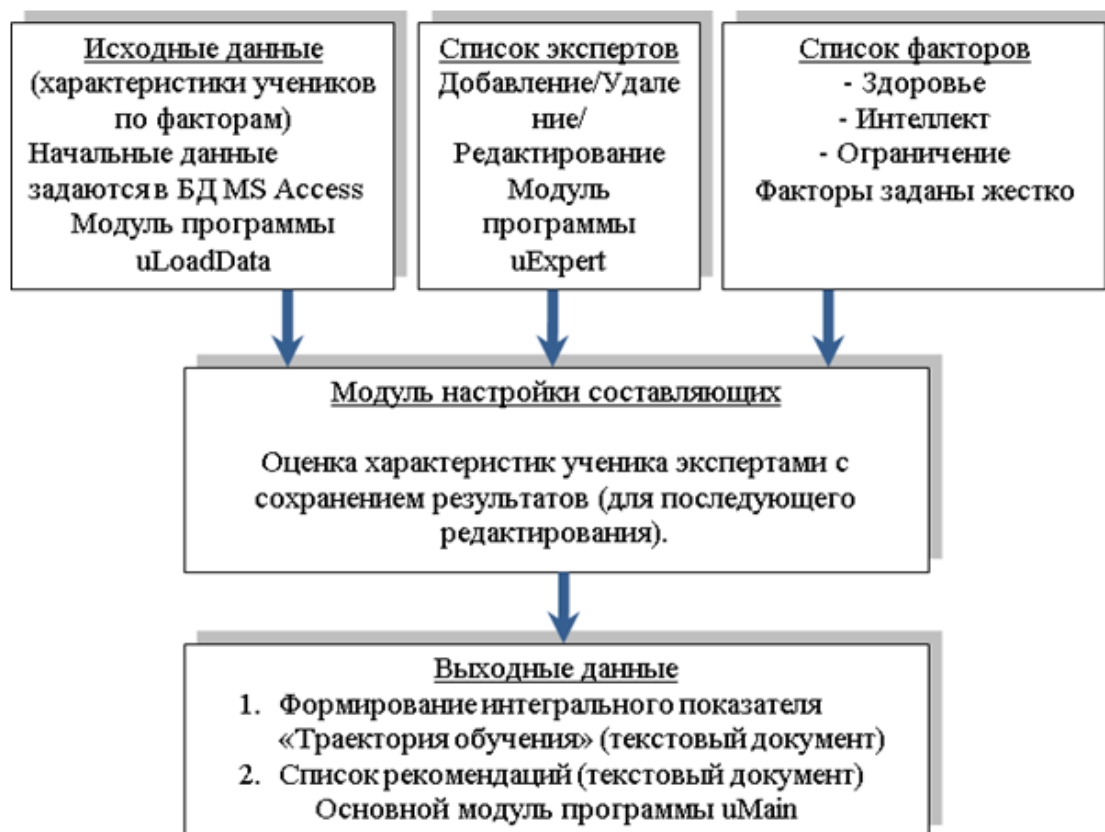 Исходные данные
(характеристики учеников
по факторам)
Начальные данные
задаются в БД MS Access
Модуль программы
uLoadData
Список экспертов
Добавление/Удале
ние/
Редактирование
Модуль
программы
uExpert
Список факторов
- Здоровье
- Интеллект
- Ограничение
Факторы заданы жестко
Модуль настройки составляющих
Оценка характеристик ученика экспертами с
сохранением результатов (для последующего
редактирования).
Выходные данные
1. Формирование интегрального показателя
«Траектория обучения» (текстовый документ)
2. Список рекомендаций (текстовый документ)
Основной модуль программы uMain